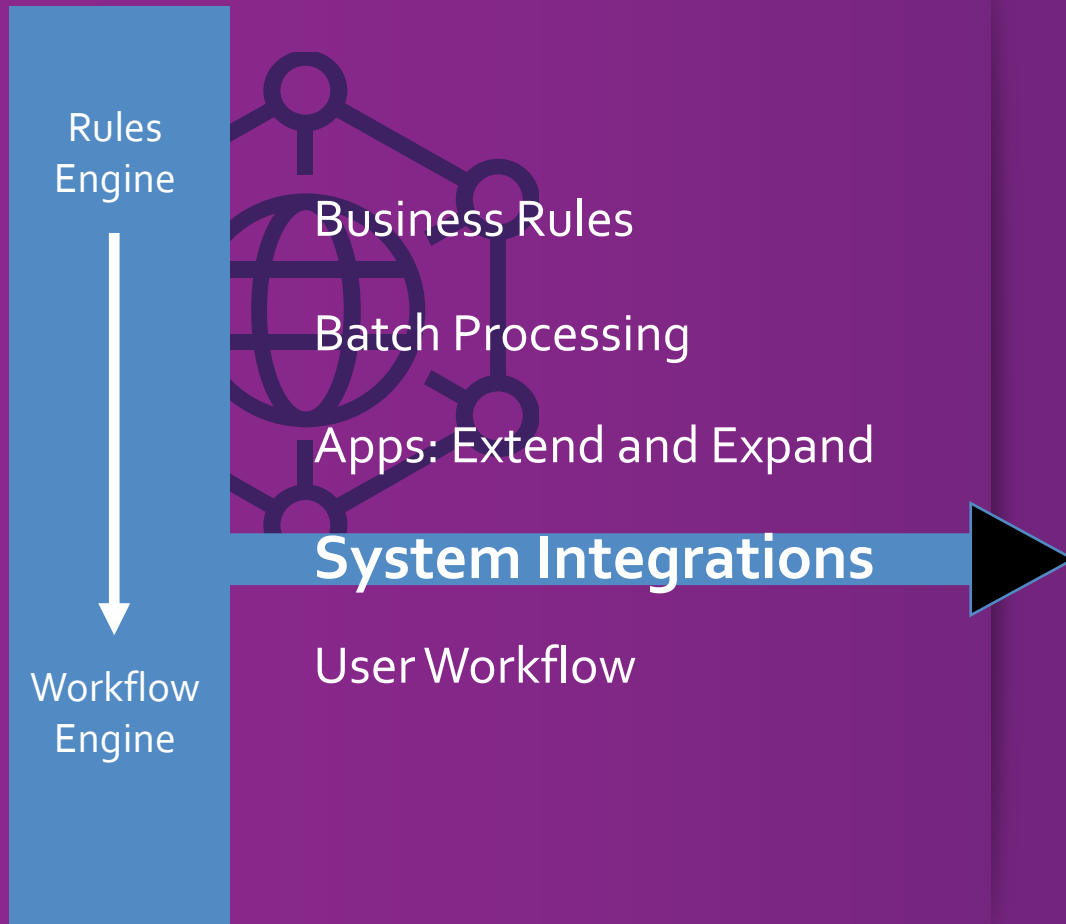 Rules
Engine
Workflow
Engine
Business Rules
Batch Processing
Apps: Extend and Expand
System Integrations
User Workflow